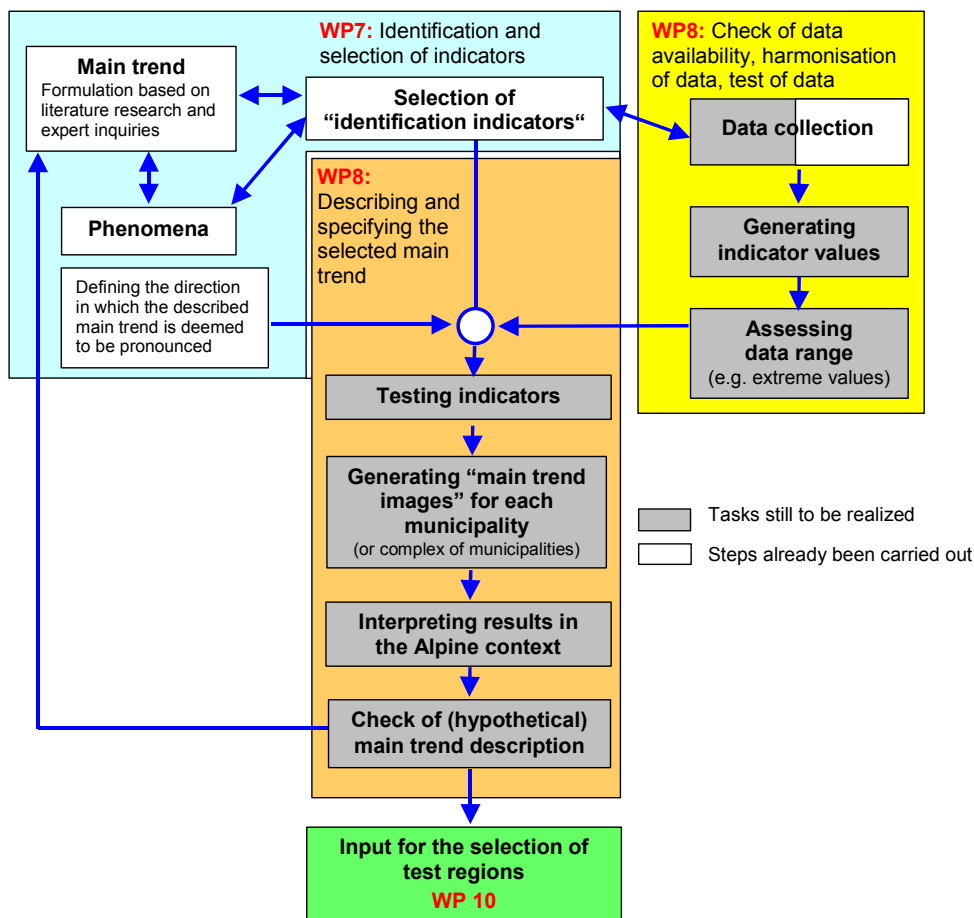 WP7: Identification and
selection of indicators
Main trend
Formulation based on
literature research and
expert inquiries
Selection of
“identification indicators“
Phenomena
Defining the direction
in which the described
main trend is deemed
to be pronounced
WP8: Check of data
availability, harmonisation
of data, test of data
Data collection
Generating
indicator values
Assessing
data range
(e.g. extreme values)
WP8:
Describing and
specifying the
selected main
trend
Testing indicators
Generating “main trend
images” for each
municipality
(or complex of municipalities)
Interpreting results in
the Alpine context
Check of (hypothetical)
main trend description
Input for the selection of
test regions
WP 10
Tasks still to be realized
Steps already been carried out